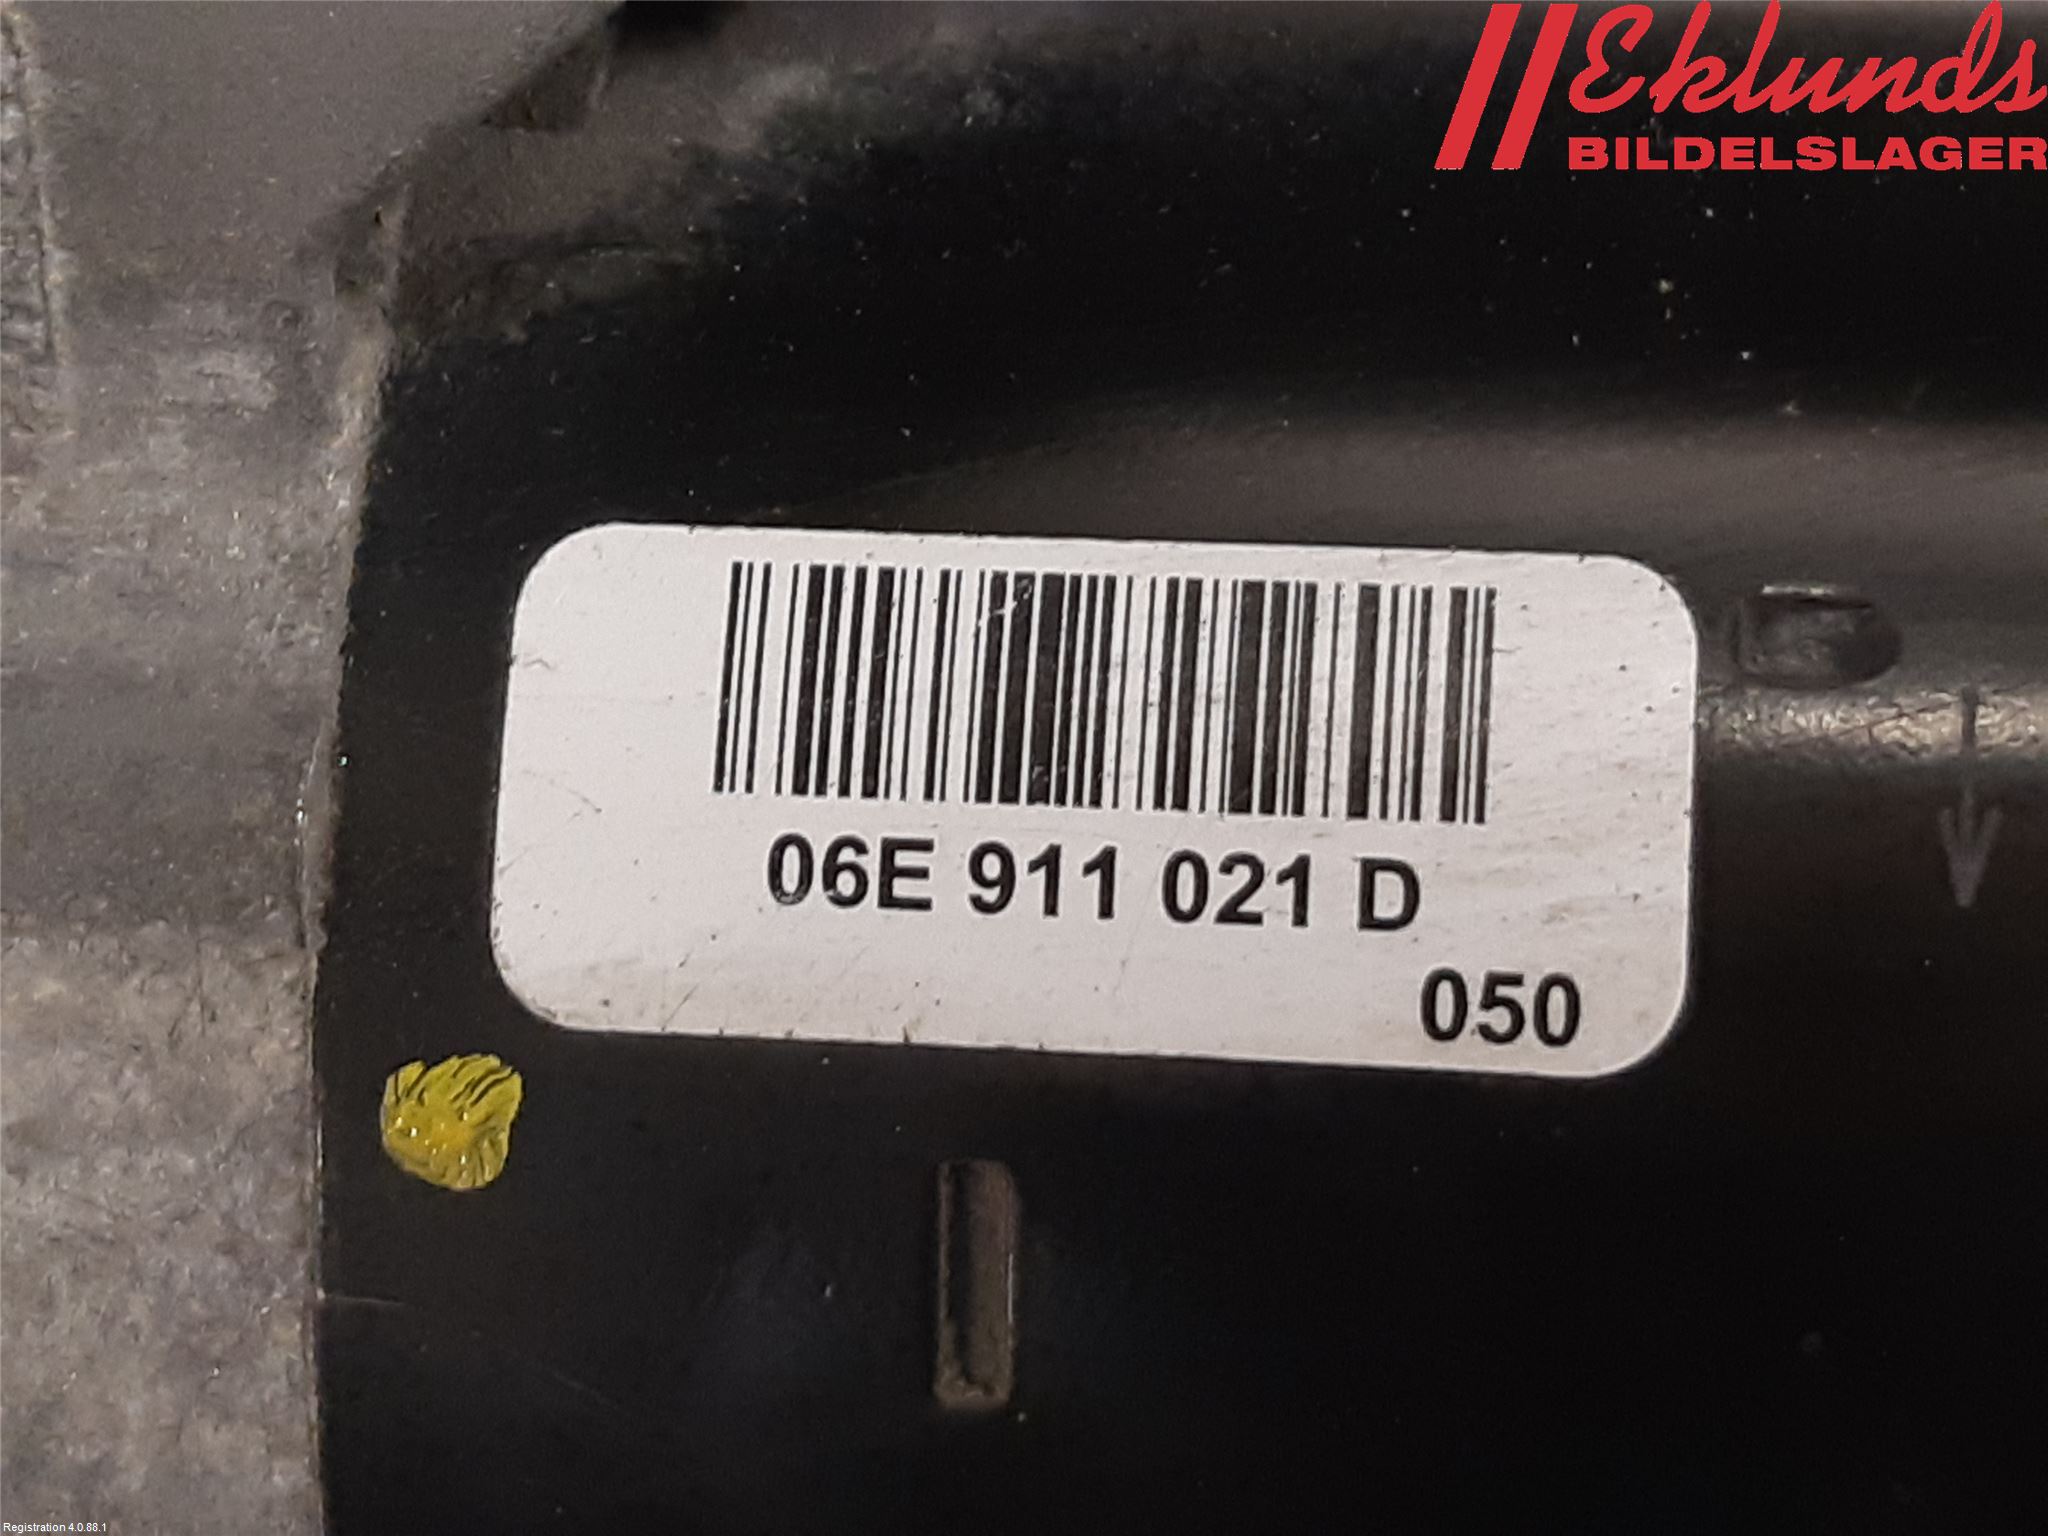 Eklunds
BILDELSLAGER
06E 911 021 D
050
Registration 4.0.88.1